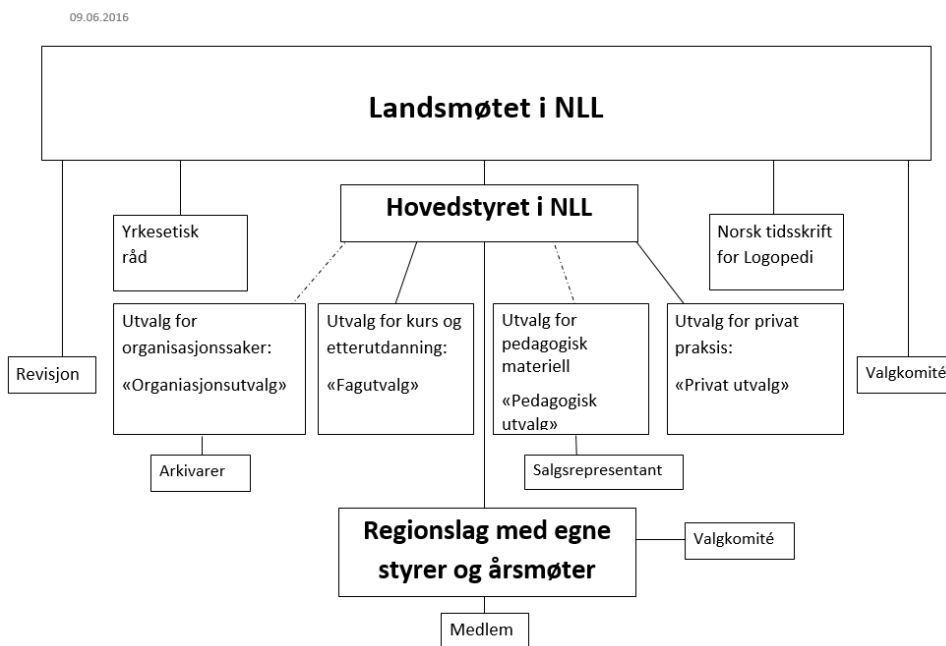 09.06.2016
Landsmøtet i NLL
Hovedstyret i NLL
Yrkesetisk
råd
Norsk tidsskrift
for Logopedi
Utvalg for
organisasjonssaker:
«Organiasjonsutvalg»
Utvalg for kurs og
etterutdanning:
«Fagutvalg»
Utvalg for
pedagogisk
materiell
«Pedagogisk
utvalg»
Utvalg for privat
praksis:
«Privat utvalg»
Revisjon
Valgkomité
Arkivarer
Salgsrepresentant
Regionslag med egne
styrer og årsmøter
Valgkomité
Medlem